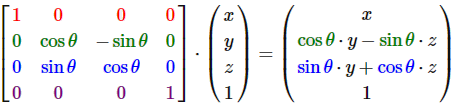 1 0 0 0 x x
0 cosθ −sinθ 0 y cosθ·y−sinθ·z
0 sinθ cosθ 0 · z = sinθ·y+cosθ·z
0 0 0 1 1 1